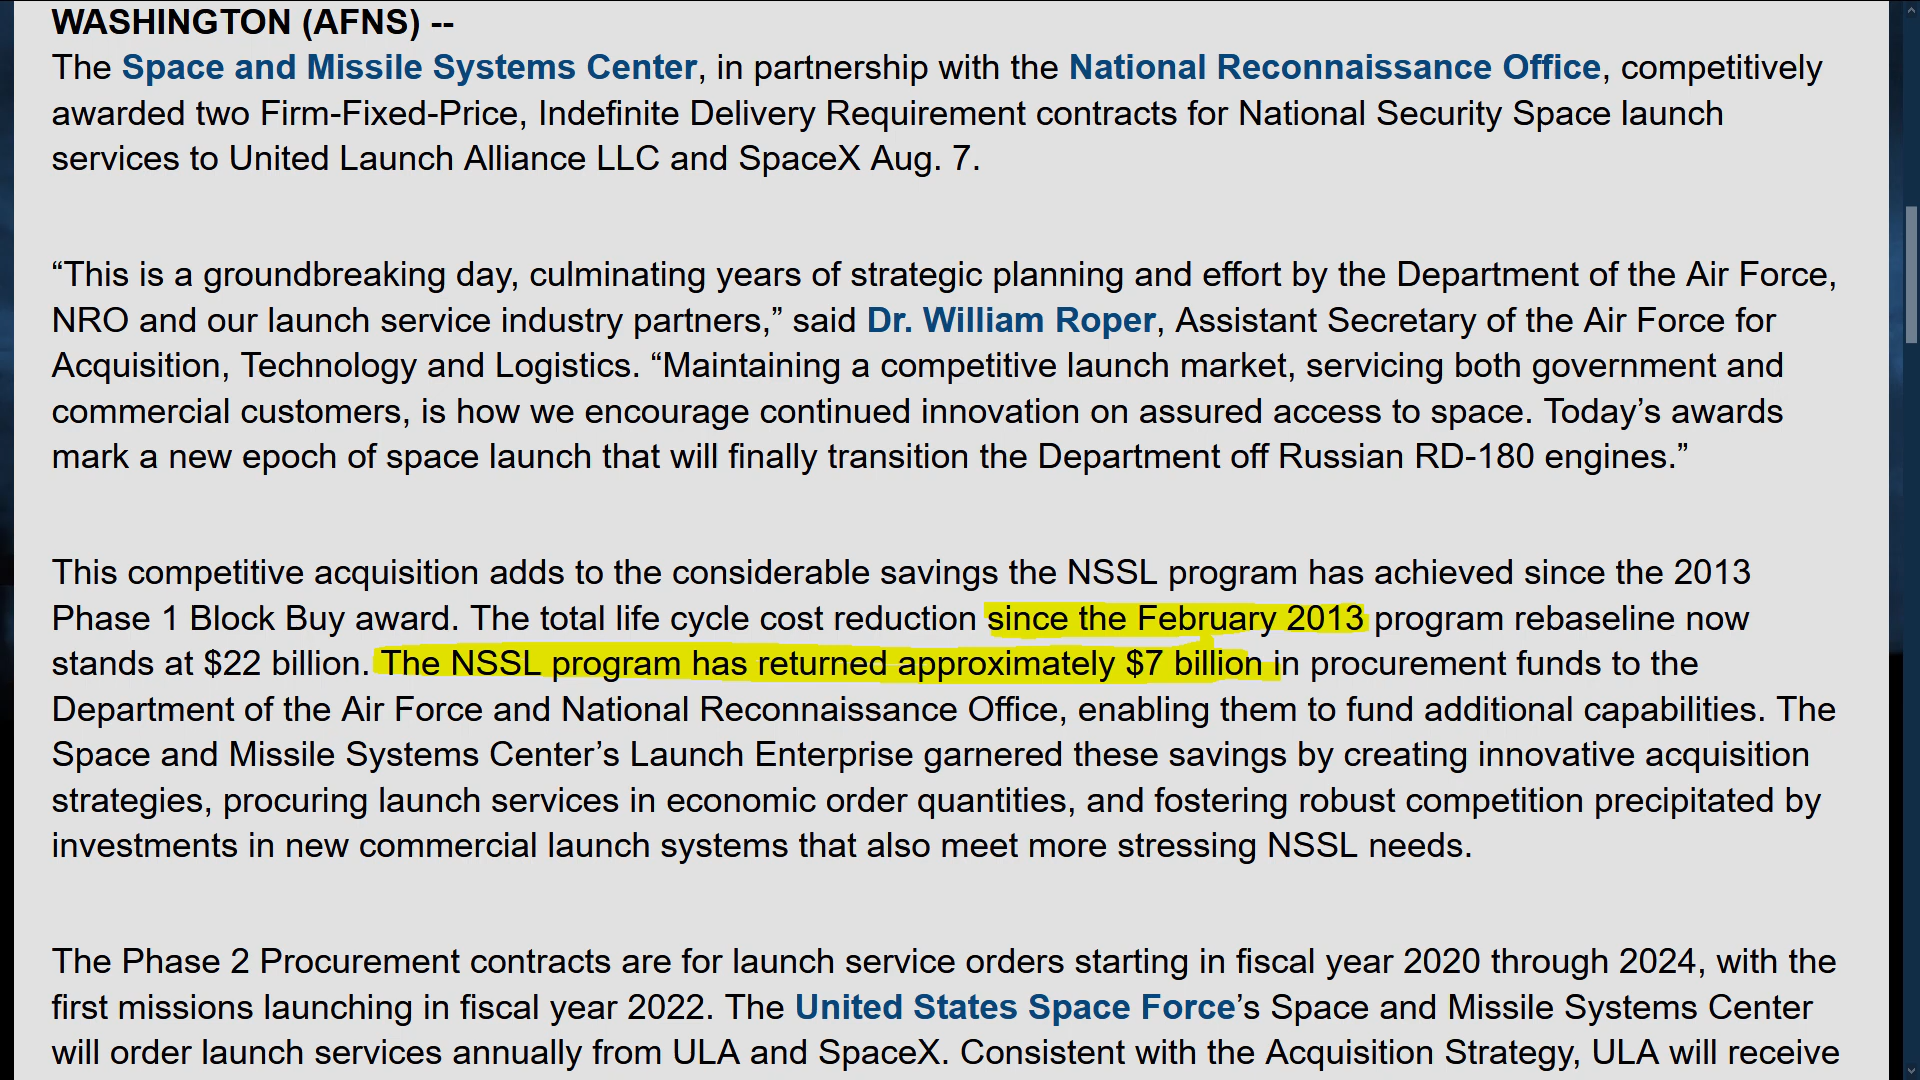 WASHINGTON (AFNS) --
The Space and Missile Systems Center, in partnership with the National Reconnaissance Office, competitively
awarded two Firm-Fixed-Price, Indefinite Delivery Requirement contracts for National Security Space launch
services to United Launch Alliance LLC and SpaceX Aug. 7.
“This is a groundbreaking day, culminating years of strategic planning and effort by the Department of the Air Force,
NRO and our launch service industry partners,” said Dr. William Roper, Assistant Secretary of the Air Force for
Acquisition, Technology and Logistics. “Maintaining a competitive launch market, servicing both government and
commercial customers, is how we encourage continued innovation on assured access to space. Today’s awards
mark a new epoch of space launch that will finally transition the Department off Russian RD-180 engines.”
This competitive acquisition adds to the considerable savings the NSSL program has achieved since the 2013
Phase 1 Block Buy award. The total life cycle cost reduction since the February 2013 program rebaseline now
stands at $22 billion. The NSSL program has returned approximately $7 billion in procurement funds to the
Department of the Air Force and National Reconnaissance Office, enabling them to fund additional capabilities. The
Space and Missile Systems Center’s Launch Enterprise garnered these savings by creating innovative acquisition
strategies, procuring launch services in economic order quantities, and fostering robust competition precipitated by
investments in new commercial launch systems that also meet more stressing NSSL needs.
The Phase 2 Procurement contracts are for launch service orders starting in fiscal year 2020 through 2024, with the
first missions launching in fiscal year 2022. The United States Space Force’s Space and Missile Systems Center
will order launch services annually from ULA and SpaceX. Consistent with the Acquisition Strategy, ULA will receive